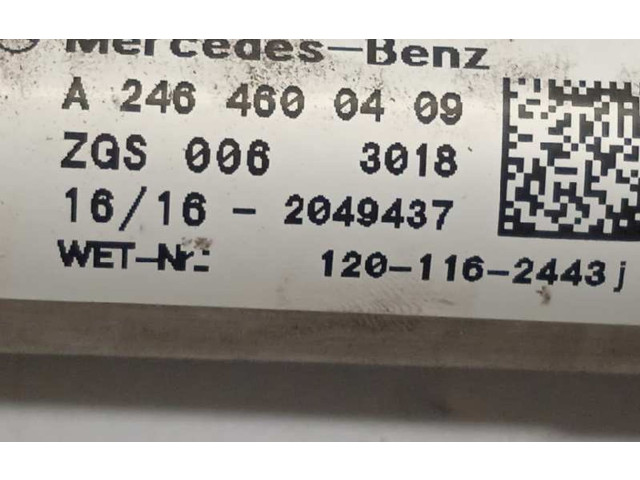 Mercedes-Benz
A 246 460 04 09
ZGS 006 3018
16/16 - 2049437
WET-Nr: 120-116-2443j